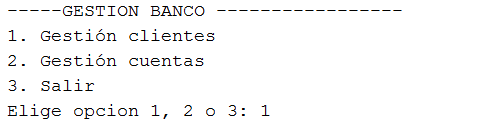 -----GESTION BANCO -----------------
1. Gestión clientes
2. Gestión cuentas
3. Salir
Elige opcion 1, 2 o 3: 1